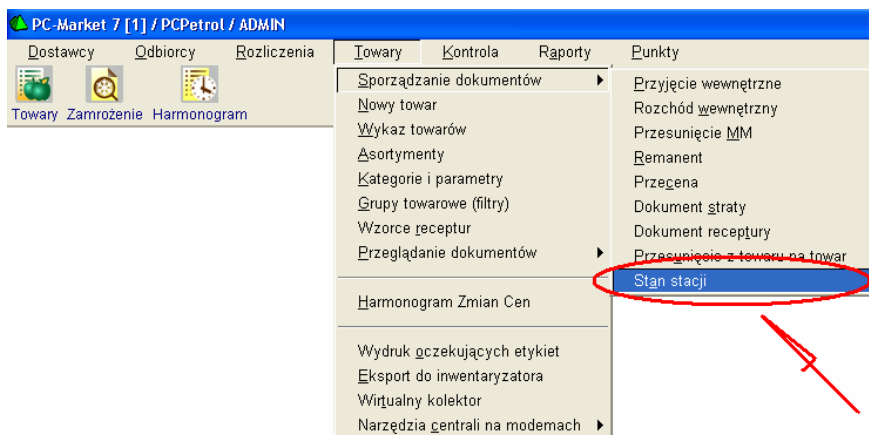 PC-Market 7 [1] / PCPetrol / ADMIN
Dostawcy Odbiorcy Rozliczenia Towary Kontrola Raporty Punkty
Towary Zamrożenie Harmonogram
Sporządzanie dokumentów
Nowy towar
Wykaz towarów
Asortymenty
Kategorie i parametry
Grupy towarowe (filtry)
Wzorce receptur
Przeglądanie dokumentów
Harmonogram Zmian Cen
Wydruk oczekujących etykiet
Eksport do inwentaryzatora
Wirtualny kolektor
Narzędzia centrali na modemach
Przyjęcie wewnętrzne
Rozchód wewnętrzny
Przesunięcie MM
Remanent
Przecena
Dokument straty
Dokument receptury
Przesunięcie z towaru na towar
Stan stacji